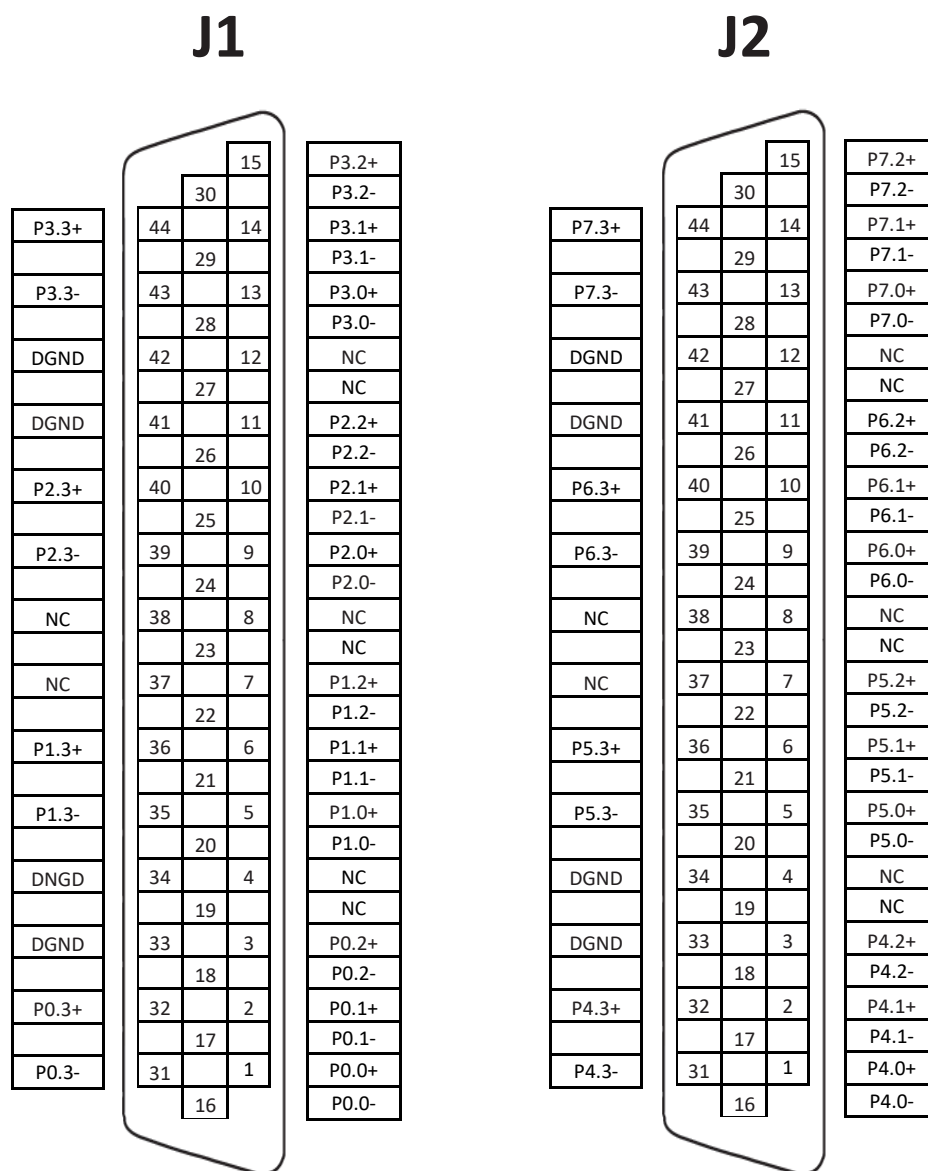 J1 J2
15 P3.2+ 15 P7.2+
30 P3.2- 30 P7.2-
P3.3+ 44 14 P3.1+ P7.3+ 44 14 P7.1+
29 P3.1- 29 P7.1-
P3.3- 43 13 P3.0+ P7.3- 43 13 P7.0+
28 P3.0- 28 P7.0-
DGND 42 12 NC DGND 42 12 NC
27 NC 27 NC
DGND 41 11 P2.2+ DGND 41 11 P6.2+
26 P2.2- 26 P6.2-
P2.3+ 40 10 P2.1+ P6.3+ 40 10 P6.1+
25 P2.1- 25 P6.1-
P2.3- 39 9 P2.0+ P6.3- 39 9 P6.0+
24 P2.0- 24 P6.0-
NC 38 8 NC NC 38 8 NC
23 NC 23 NC
NC 37 7 P1.2+ NC 37 7 P5.2+
22 P1.2- 22 P5.2-
P1.3+ 36 6 P1.1+ P5.3+ 36 6 P5.1+
21 P1.1- 21 P5.1-
P1.3- 35 5 P1.0+ P5.3- 35 5 P5.0+
20 P1.0- 20 P5.0-
DNGD 34 4 NC DGND 34 4 NC
19 NC 19 NC
DGND 33 3 P0.2+ DGND 33 3 P4.2+
18 P0.2- 18 P4.2-
P0.3+ 32 2 P0.1+ P4.3+ 32 2 P4.1+
17 P0.1- 17 P4.1-
P0.3- 31 1 P0.0+ P4.3- 31 1 P4.0+
16 P0.0- 16 P4.0-